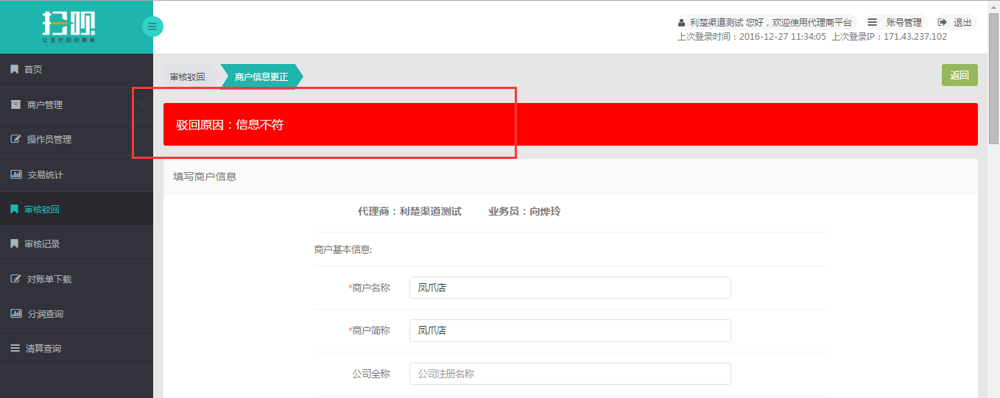 扫呗
让支付回归简单
利楚渠道测试 您好，欢迎使用代理商平台 账号管理 退出
上次登录时间：2016-12-27 11:34:05 上次登录IP：171.43.237.102
首页
商户管理
操作员管理
交易统计
审核驳回
审核记录
对账单下载
分润查询
清算查询
审核驳回 商户信息更正 返回
驳回原因：信息不符
填写商户信息
代理商：利楚渠道测试 业务员：向烨玲
商户基本信息:
*商户名称 凤爪店
*商户简称 凤爪店
公司全称 公司注册名称